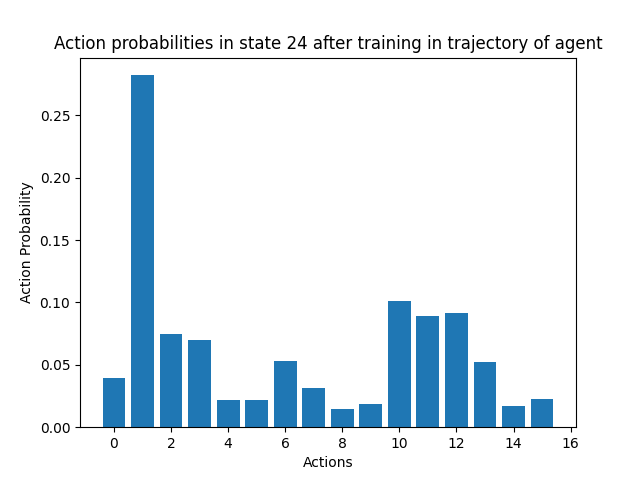 Action probabilities in state 24 after training in trajectory of agent
0.25
0.20
0.15
0.10
0.05
0.00
Action Probability
0 2 4 6 8 10 12 14 16
Actions